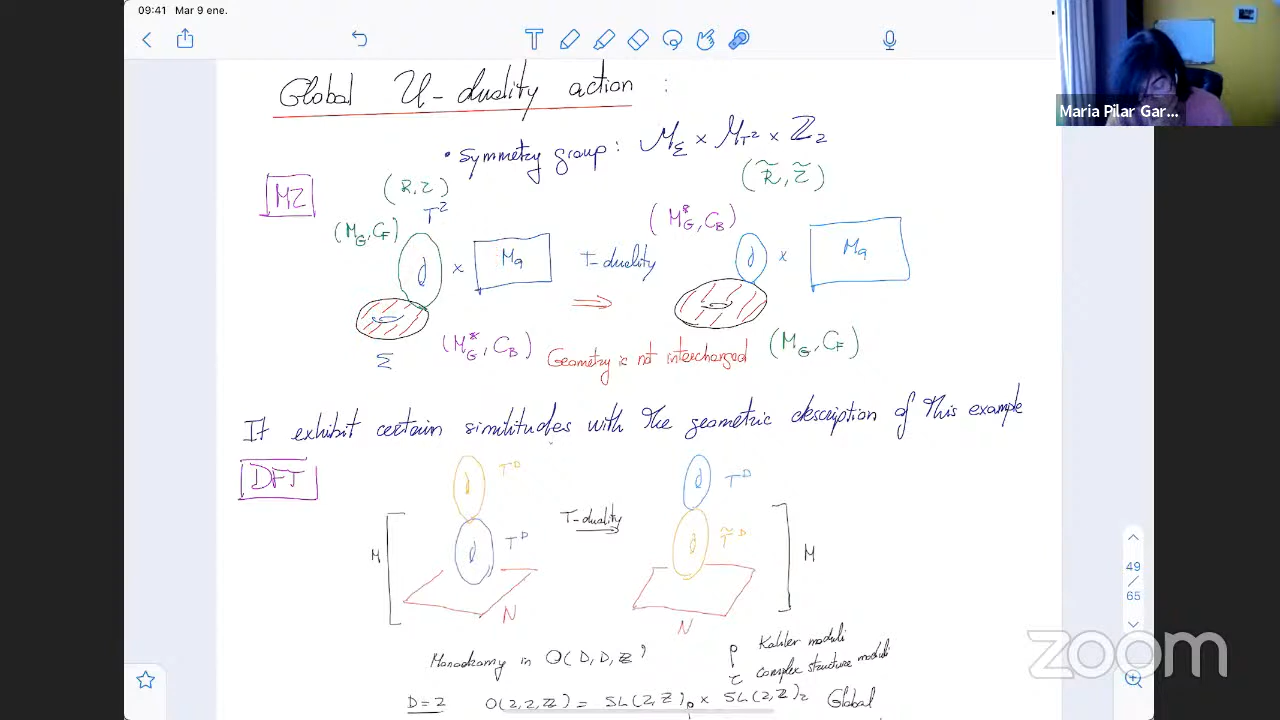 09:41 Mar 9 ene.
Maria Pilar Gar...
Global U-duality action :
• Symmetry group: M_Σ × M_T² × ℤ₂
MZ
(R, τ)
(R̃, τ̃)
T²
(M_G, C_F)
(M*_G, C_B)
× M₉
T-duality
⇒
× M₉
Σ
(M*_G, C_B)
Geometry is not interchanged
(M_G, C_F)
It exhibit certain similitudes with the geometric description of this example
DFT
T^D
T^D
T-duality
M
T^D
T̃^D
M
N
N
49
/
65
Monodromy in O(D, D, ℤ)
ρ Kahler moduli
τ complex structure moduli
D=2
O(2,2,ℤ) = SL(2,ℤ)_ρ × SL(2,ℤ)_τ Global
zoom